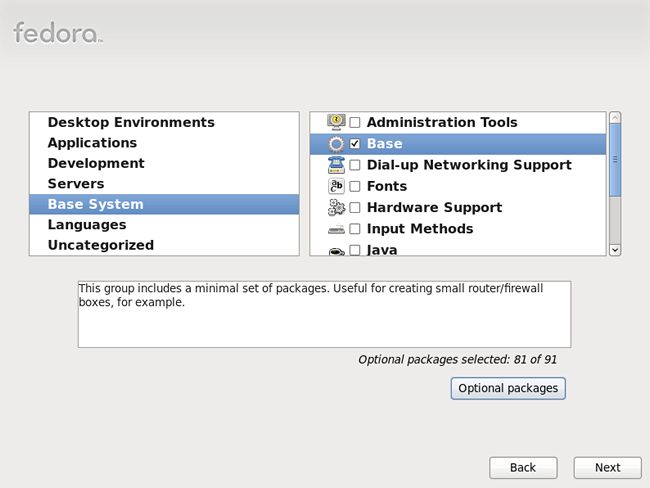 fedora
Desktop Environments
Applications
Development
Servers
Base System
Languages
Uncategorized
Administration Tools
Base
Dial-up Networking Support
Fonts
Hardware Support
Input Methods
Java
This group includes a minimal set of packages. Useful for creating small router/firewall
boxes, for example.
Optional packages selected: 81 of 91
Optional packages
Back
Next